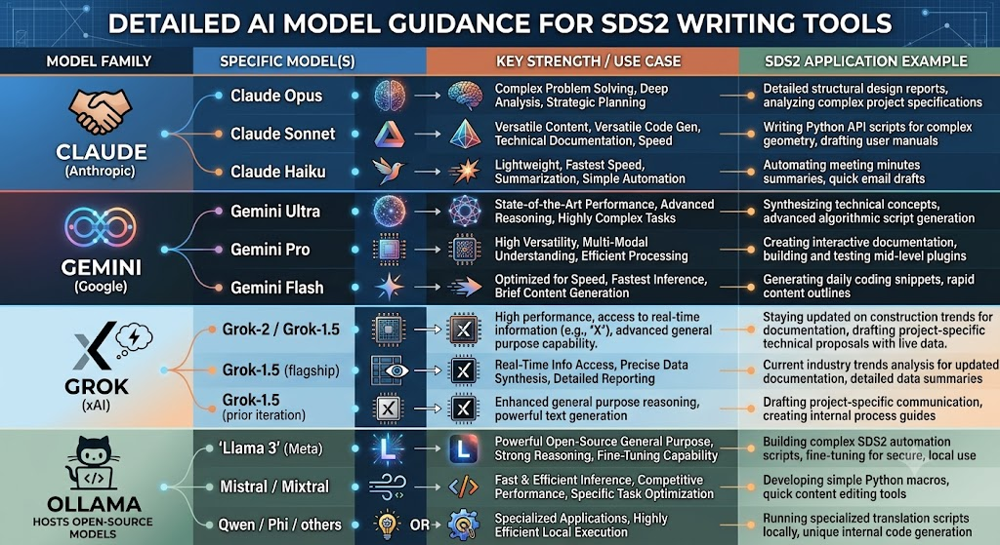 DETAILED AI MODEL GUIDANCE FOR SDS2 WRITING TOOLS
MODEL FAMILY
SPECIFIC MODEL(S)
KEY STRENGTH / USE CASE
SDS2 APPLICATION EXAMPLE
CLAUDE
(Anthropic)
Claude Opus
Complex Problem Solving, Deep
Analysis, Strategic Planning
Detailed structural design reports,
analyzing complex project specifications
Claude Sonnet
Versatile Content, Versatile Code Gen,
Technical Documentation, Speed
Writing Python API scripts for complex
geometry, drafting user manuals
Claude Haiku
Lightweight, Fastest Speed,
Summarization, Simple Automation
Automating meeting minutes
summaries, quick email drafts
GEMINI
(Google)
Gemini Ultra
State-of-the-Art Performance, Advanced
Reasoning, Highly Complex Tasks
Synthesizing technical concepts,
advanced algorithmic script generation
Gemini Pro
High Versatility, Multi-Modal
Understanding, Efficient Processing
Creating interactive documentation,
building and testing mid-level plugins
Gemini Flash
Optimized for Speed, Fastest Inference,
Brief Content Generation
Generating daily coding snippets, rapid
content outlines
GROK
(xAI)
Grok-2 / Grok-1.5
X
High performance, access to real-time
information (e.g., 'X'), advanced general
purpose capability.
Staying updated on construction trends for
documentation, drafting project-specific
technical proposals with live data.
Grok-1.5 (flagship)
X
Real-Time Info Access, Precise Data
Synthesis, Detailed Reporting
Current industry trends analysis for updated
documentation, detailed data summaries
Grok-1.5
(prior iteration)
X
X
Enhanced general purpose reasoning,
powerful text generation
Drafting project-specific communication,
creating internal process guides
</>
OLLAMA
HOSTS OPEN-SOURCE
MODELS
'Llama 3' (Meta)
L
L
Powerful Open-Source General Purpose,
Strong Reasoning, Fine-Tuning Capability
Building complex SDS2 automation
scripts, fine-tuning for secure, local use
Mistral / Mixtral
</>
Fast & Efficient Inference, Competitive
Performance, Specific Task Optimization
Developing simple Python macros,
quick content editing tools
Qwen / Phi / others
OR
Specialized Applications, Highly
Efficient Local Execution
Running specialized translation scripts
locally, unique internal code generation